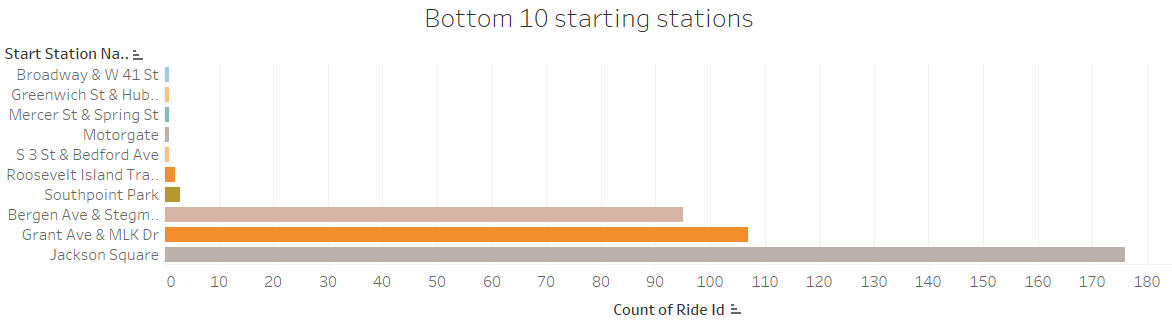 Bottom 10 starting stations
Start Station Na..
Broadway & W 41 St
Greenwich St & Hub..
Mercer St & Spring St
Motorgate
S 3 St & Bedford Ave
Roosevelt Island Tra..
Southpoint Park
Bergen Ave & Stegm..
Grant Ave & MLK Dr
Jackson Square
0 10 20 30 40 50 60 70 80 90 100 110 120 130 140 150 160 170 180
Count of Ride Id